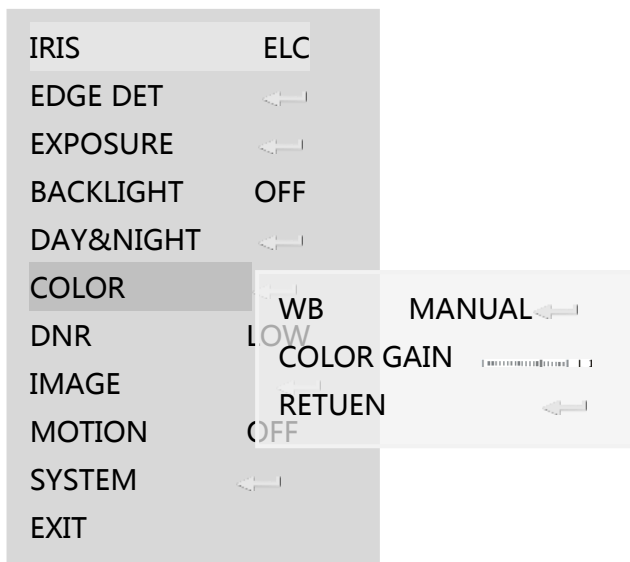 IRIS ELC
EDGE DET
EXPOSURE
BACKLIGHT OFF
DAY&NIGHT
COLOR
DNR LOW
IMAGE
MOTION OFF
SYSTEM
EXIT
WB MANUAL
COLOR GAIN
RETUEN